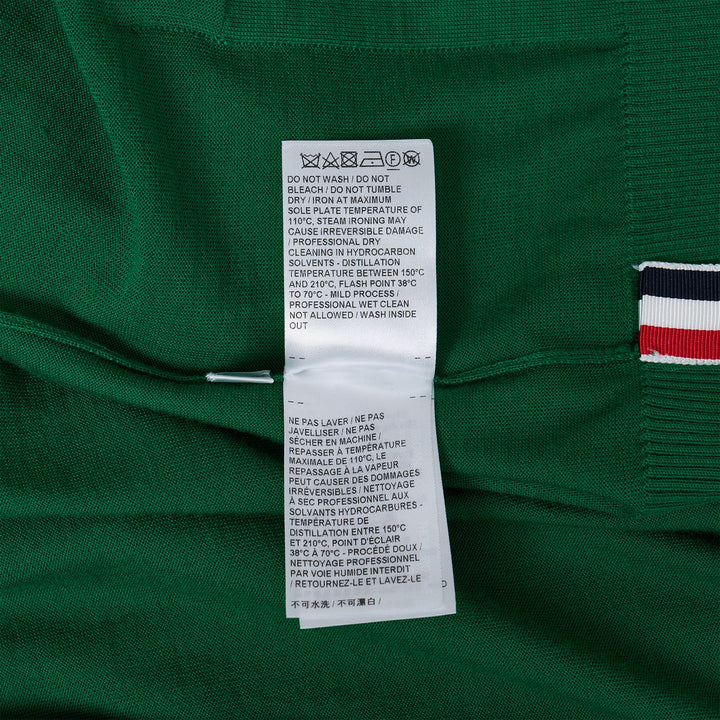 F W
DO NOT WASH / DO NOT
BLEACH / DO NOT TUMBLE
DRY / IRON AT MAXIMUM
SOLE PLATE TEMPERATURE OF
110°C, STEAM IRONING MAY
CAUSE IRREVERSIBLE DAMAGE
/ PROFESSIONAL DRY
CLEANING IN HYDROCARBON
SOLVENTS - DISTILLATION
TEMPERATURE BETWEEN 150°C
AND 210°C, FLASH POINT 38°C
TO 70°C - MILD PROCESS /
PROFESSIONAL WET CLEAN
NOT ALLOWED / WASH INSIDE
OUT
NE PAS LAVER / NE PAS
JAVELLISER / NE PAS
SÉCHER EN MACHINE /
REPASSER À TEMPÉRATURE
MAXIMALE DE 110°C, LE
REPASSAGE À LA VAPEUR
PEUT CAUSER DES DOMMAGES
IRRÉVERSIBLES / NETTOYAGE
À SEC PROFESSIONNEL AUX
SOLVANTS HYDROCARBURES -
TEMPÉRATURE DE
DISTILLATION ENTRE 150°C
ET 210°C, POINT D'ÉCLAIR
38°C À 70°C - PROCÉDÉ DOUX /
NETTOYAGE PROFESSIONNEL
PAR VOIE HUMIDE INTERDIT
/ RETOURNEZ-LE ET LAVEZ-LE
不可水洗 / 不可漂白 /